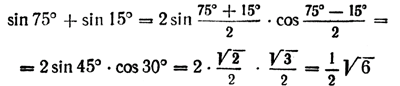 sin 75° + sin 15° = 2 sin (75° + 15°)/2 · cos (75° − 15°)/2 =
= 2 sin 45° · cos 30° = 2 · √2/2 · √3/2 = 1/2 √6